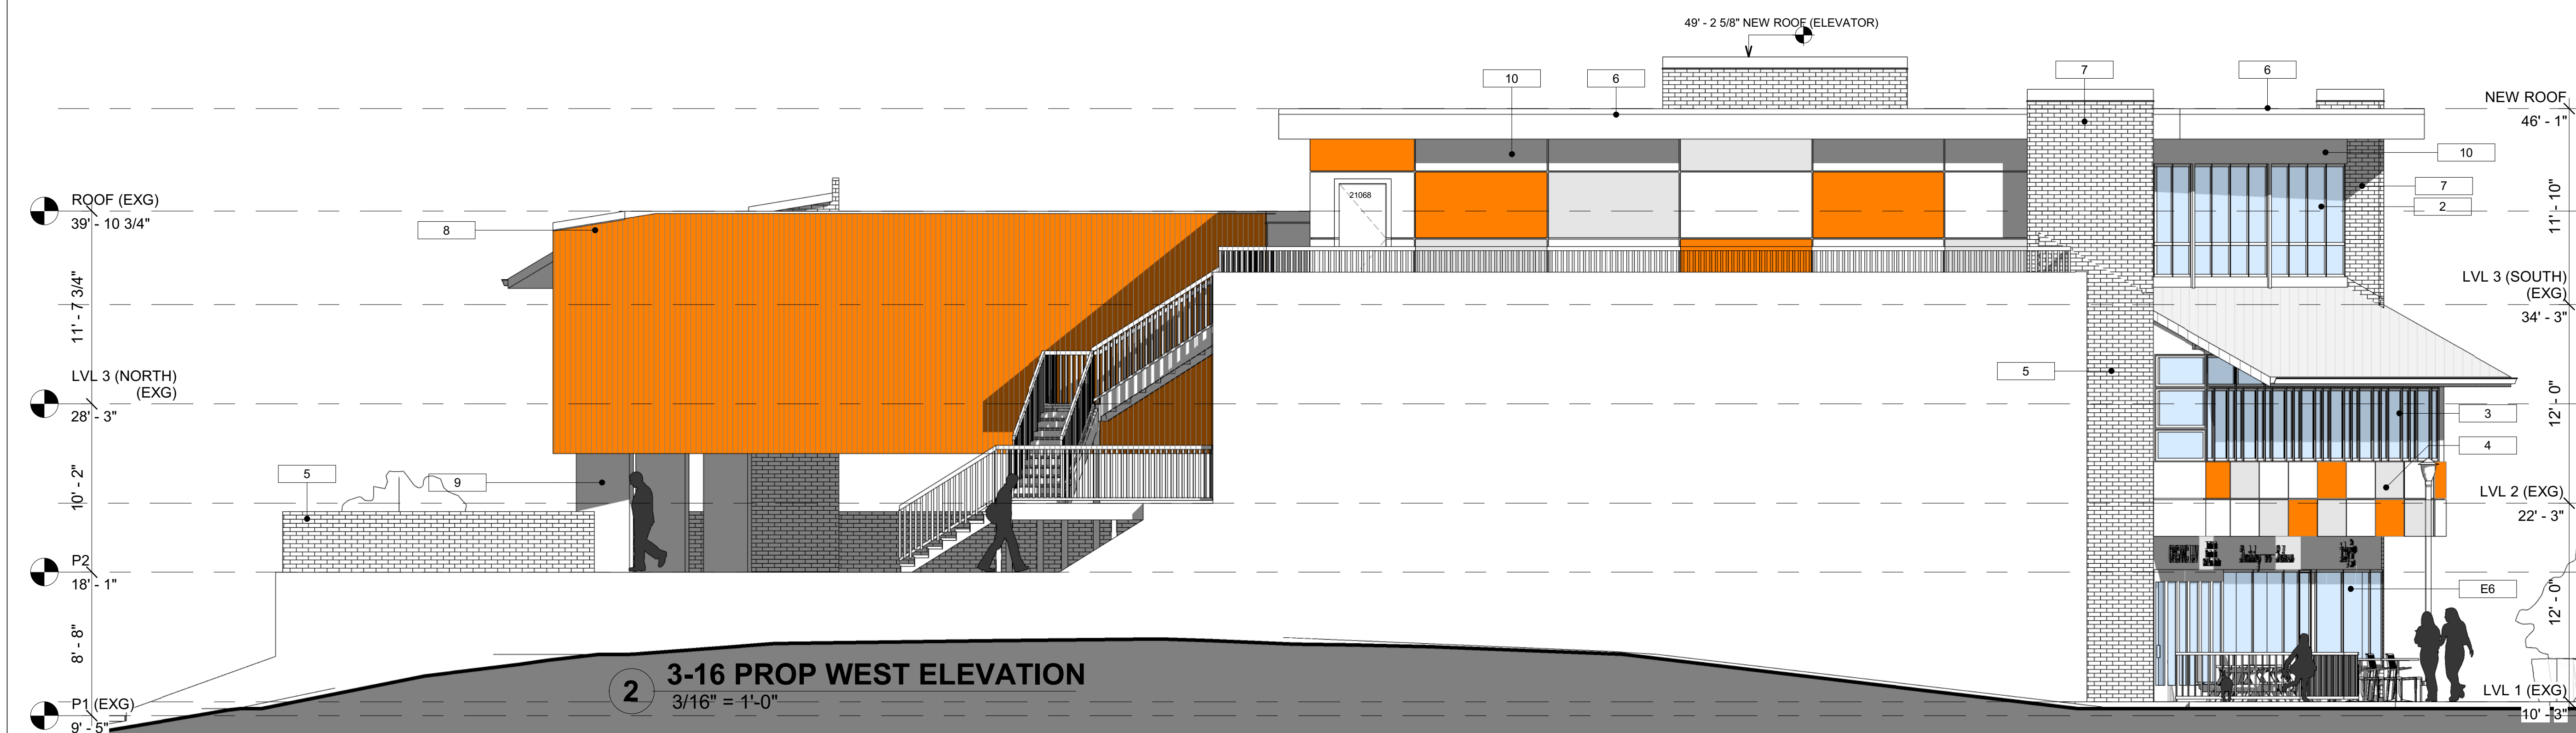 49' - 2 5/8" NEW ROOF (ELEVATOR)
10
6
7
6
NEW ROOF
46' - 1"
10
7
2
11' - 10"
21068
ROOF (EXG)
39' - 10 3/4"
8
11' - 7 3/4"
LVL 3 (SOUTH)
(EXG)
34' - 3"
LVL 3 (NORTH)
(EXG)
28' - 3"
5
12' - 0"
3
4
10' - 2"
5
9
LVL 2 (EXG)
22' - 3"
P2
18' - 1"
E6
12' - 0"
8' - 8"
2
3-16 PROP WEST ELEVATION
3/16" = 1'-0"
P1 (EXG)
9' - 5"
LVL 1 (EXG)
10' - 3"